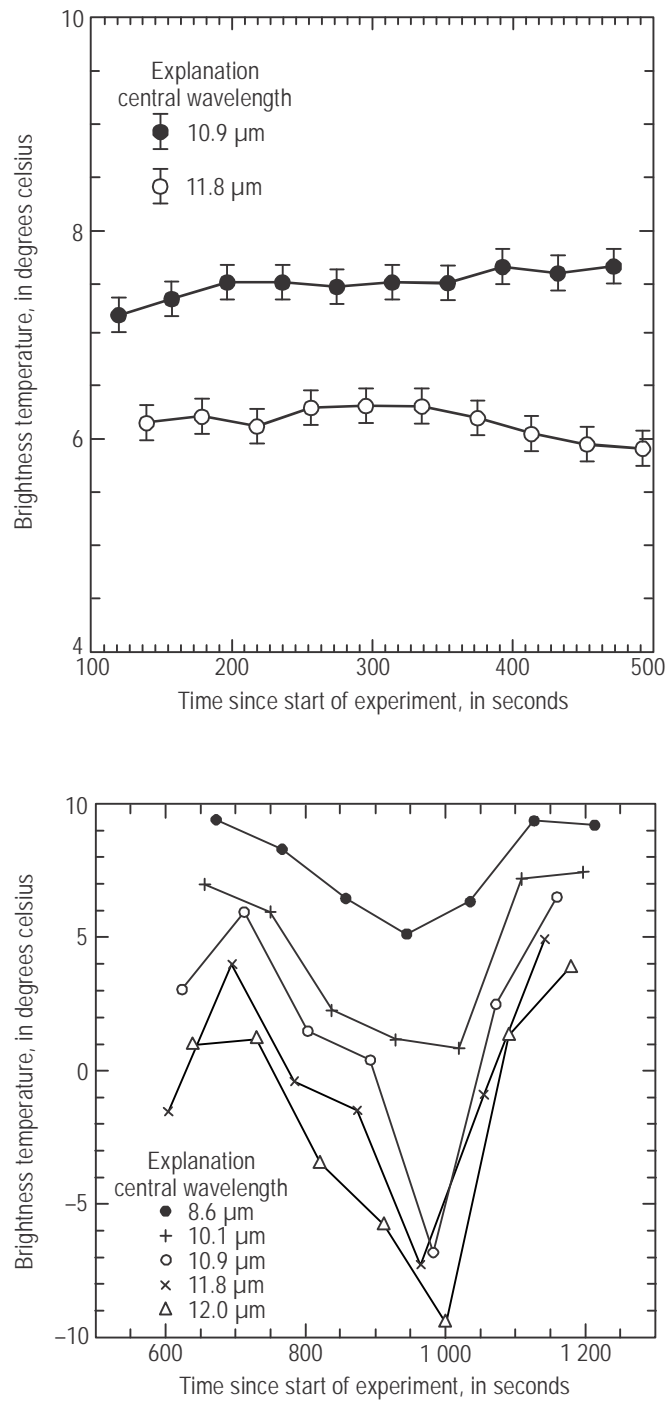 10
Explanation
central wavelength
10.9 µm
11.8 µm
8
6
4
100 200 300 400 500
Brightness temperature, in degrees celsius
Time since start of experiment, in seconds
10
5
0
Explanation
central wavelength
8.6 µm
10.1 µm
10.9 µm
11.8 µm
12.0 µm
–5
–10
600 800 1 000 1 200
Brightness temperature, in degrees celsius
Time since start of experiment, in seconds